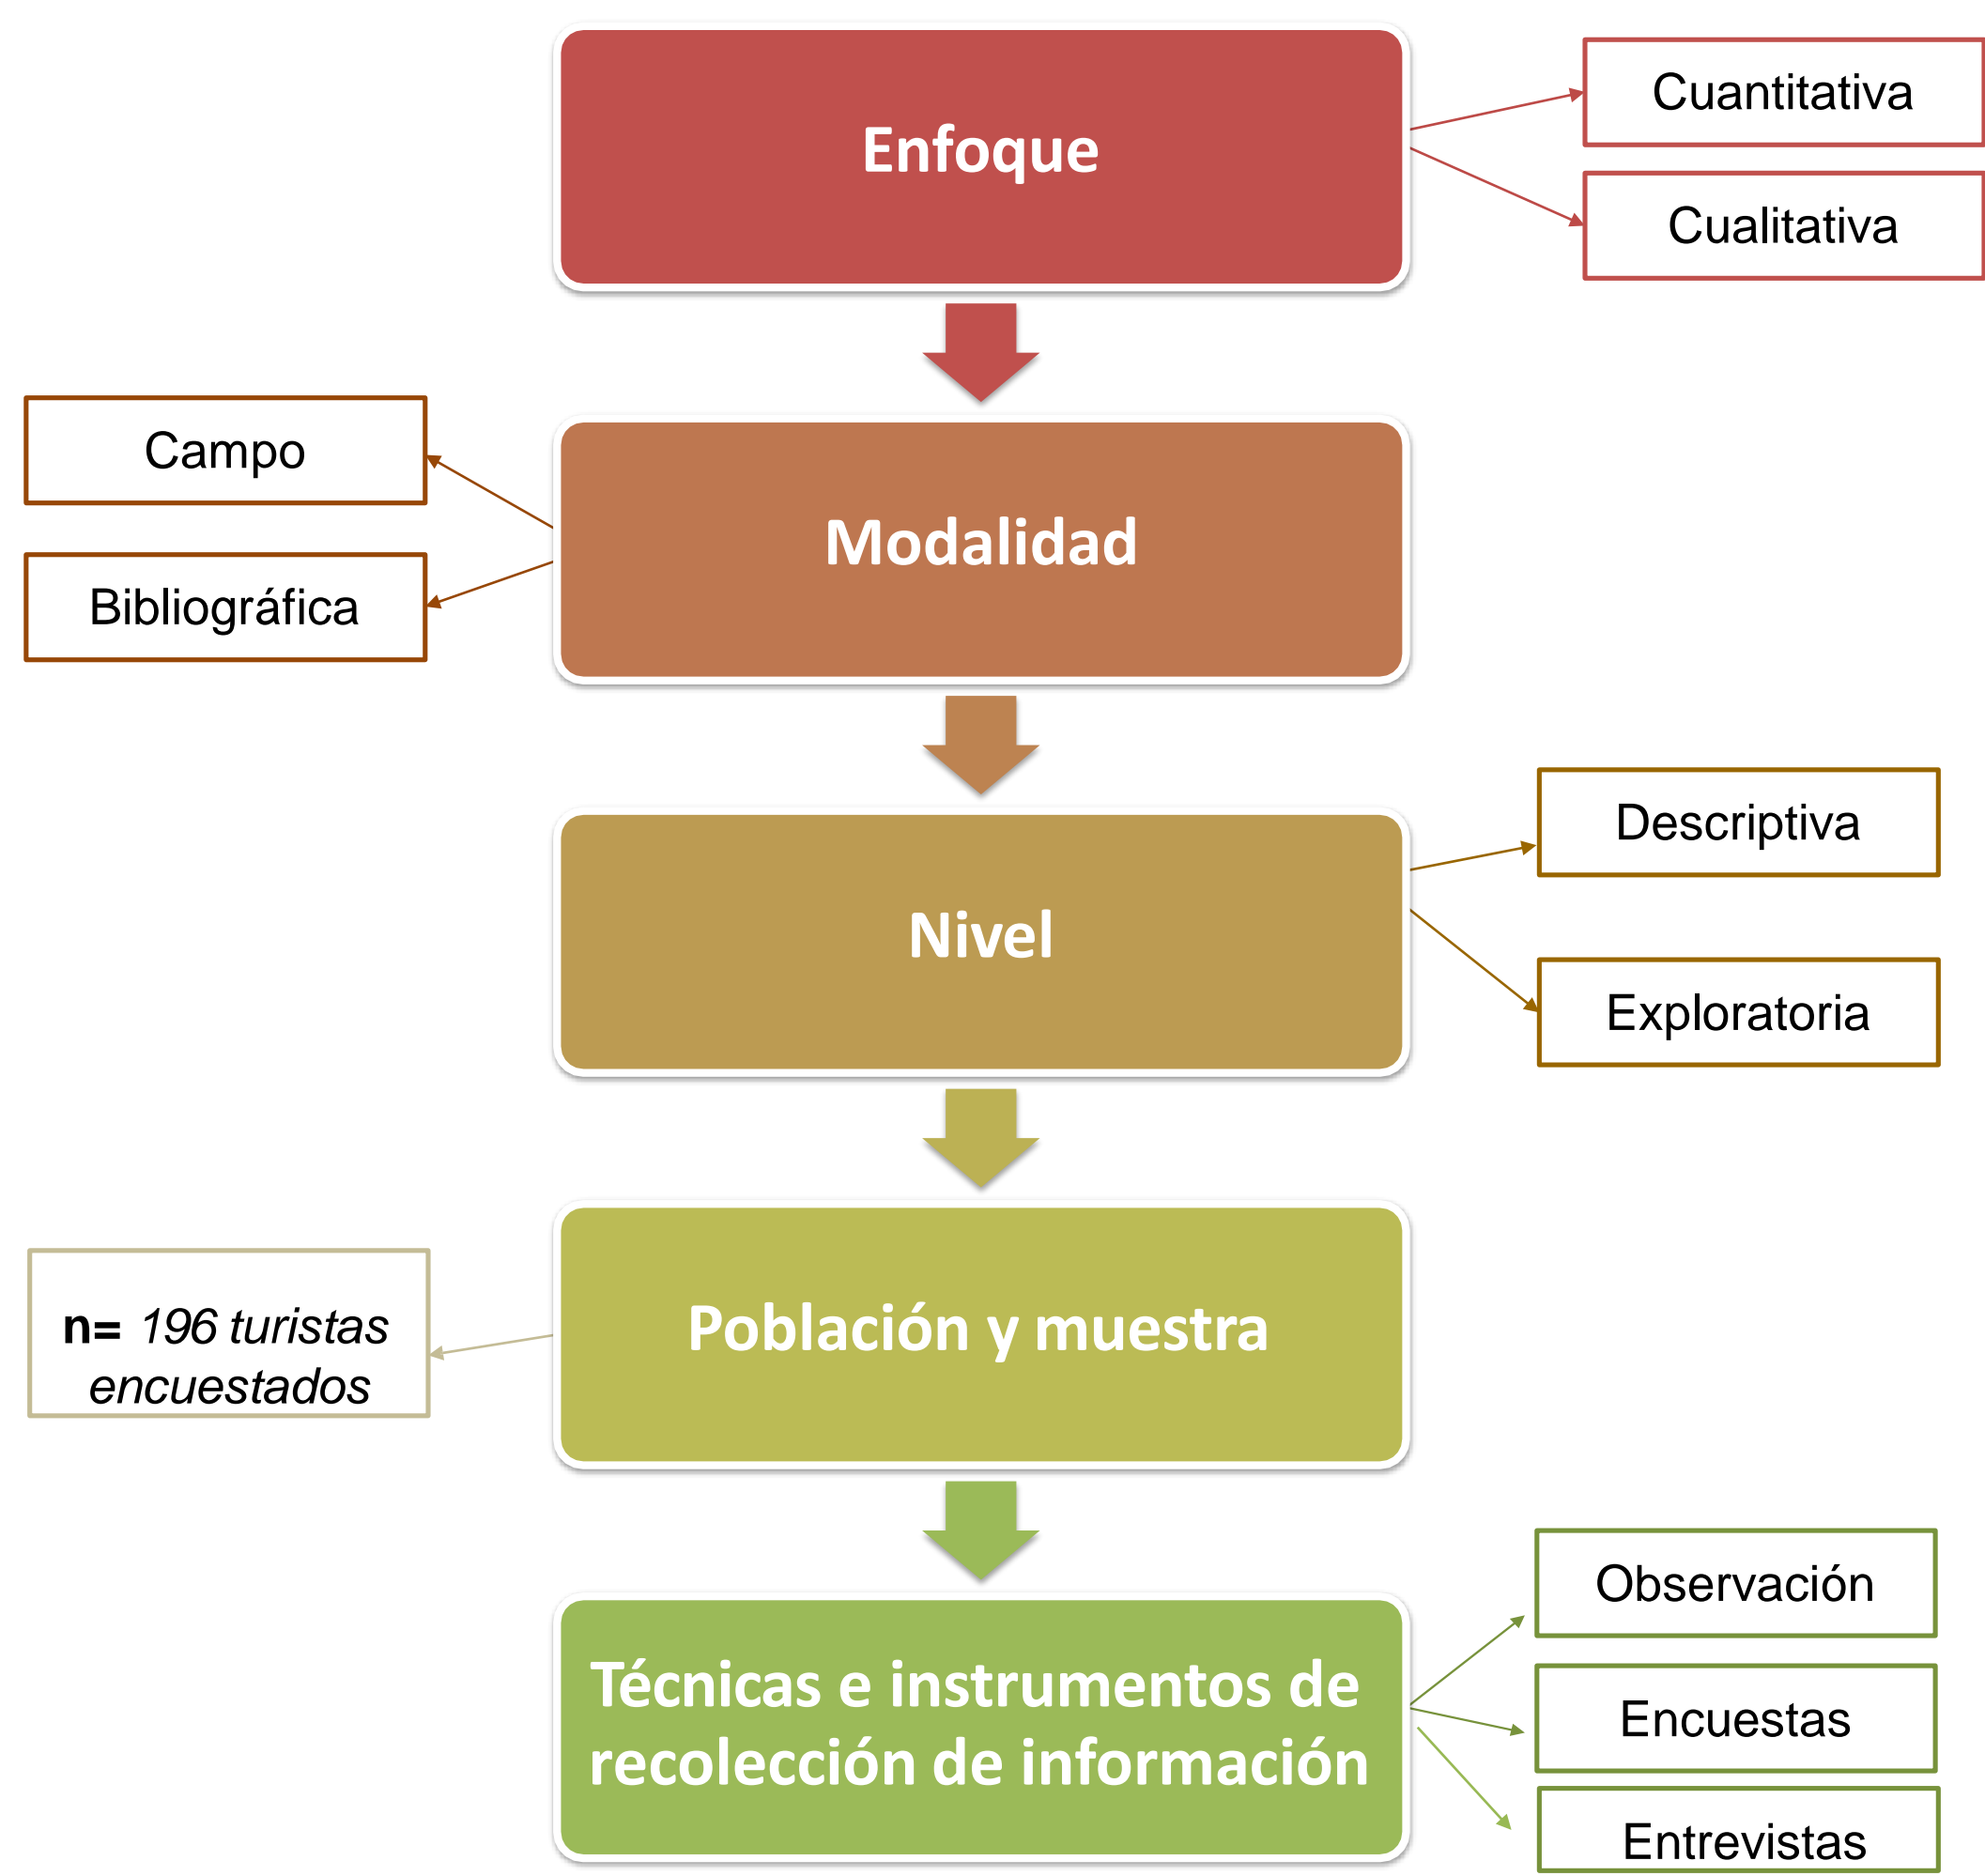 Enfoque
Cuantitativa
Cualitativa
Modalidad
Campo
Bibliográfica
Nivel
Descriptiva
Exploratoria
Población y muestra
n= 196 turistas
encuestados
Técnicas e instrumentos de
recolección de información
Observación
Encuestas
Entrevistas